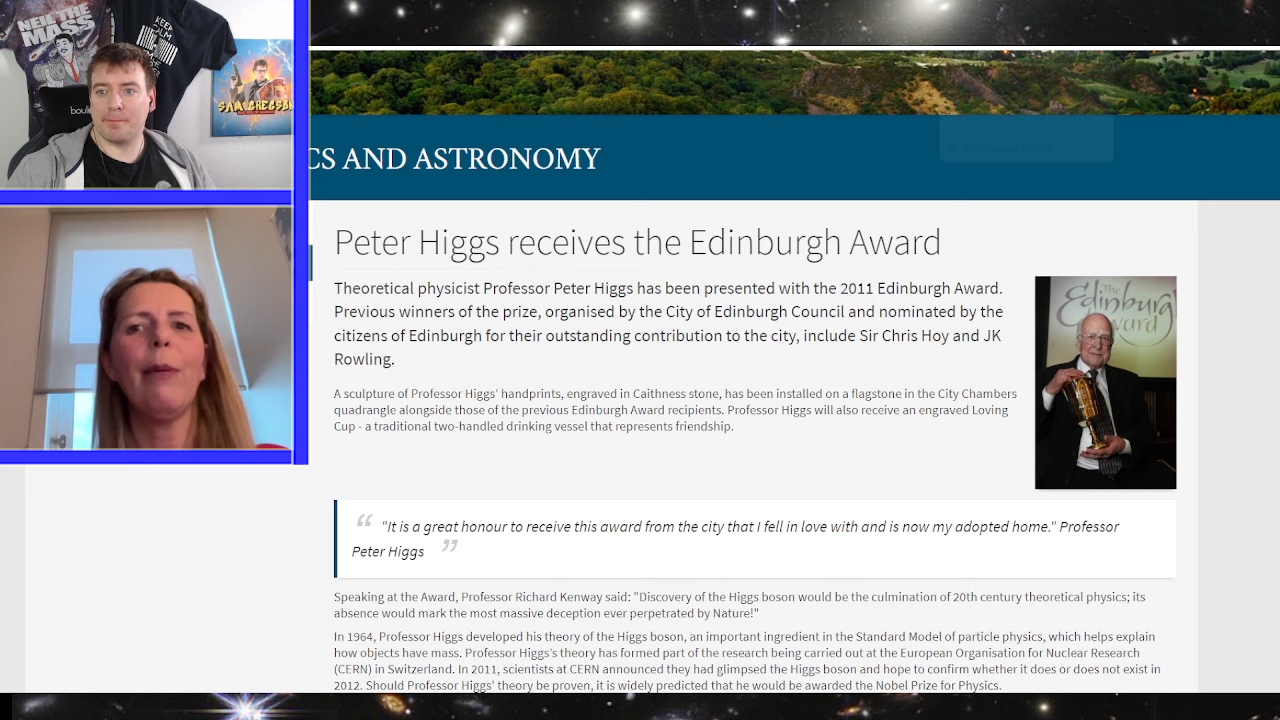 NEIL THE
MASS
KEEP
CALM
SAM GREGSON
CS AND ASTRONOMY
Peter Higgs receives the Edinburgh Award
Theoretical physicist Professor Peter Higgs has been presented with the 2011 Edinburgh Award.
Previous winners of the prize, organised by the City of Edinburgh Council and nominated by the
citizens of Edinburgh for their outstanding contribution to the city, include Sir Chris Hoy and JK
Rowling.
The
Edinburg
Award
A sculpture of Professor Higgs' handprints, engraved in Caithness stone, has been installed on a flagstone in the City Chambers
quadrangle alongside those of the previous Edinburgh Award recipients. Professor Higgs will also receive an engraved Loving
Cup - a traditional two-handled drinking vessel that represents friendship.
"It is a great honour to receive this award from the city that I fell in love with and is now my adopted home." Professor
Peter Higgs
Speaking at the Award, Professor Richard Kenway said: "Discovery of the Higgs boson would be the culmination of 20th century theoretical physics; its
absence would mark the most massive deception ever perpetrated by Nature!"
In 1964, Professor Higgs developed his theory of the Higgs boson, an important ingredient in the Standard Model of particle physics, which helps explain
how objects have mass. Professor Higgs's theory has formed part of the research being carried out at the European Organisation for Nuclear Research
(CERN) in Switzerland. In 2011, scientists at CERN announced they had glimpsed the Higgs boson and hope to confirm whether it does or does not exist in
2012. Should Professor Higgs' theory be proven, it is widely predicted that he would be awarded the Nobel Prize for Physics.